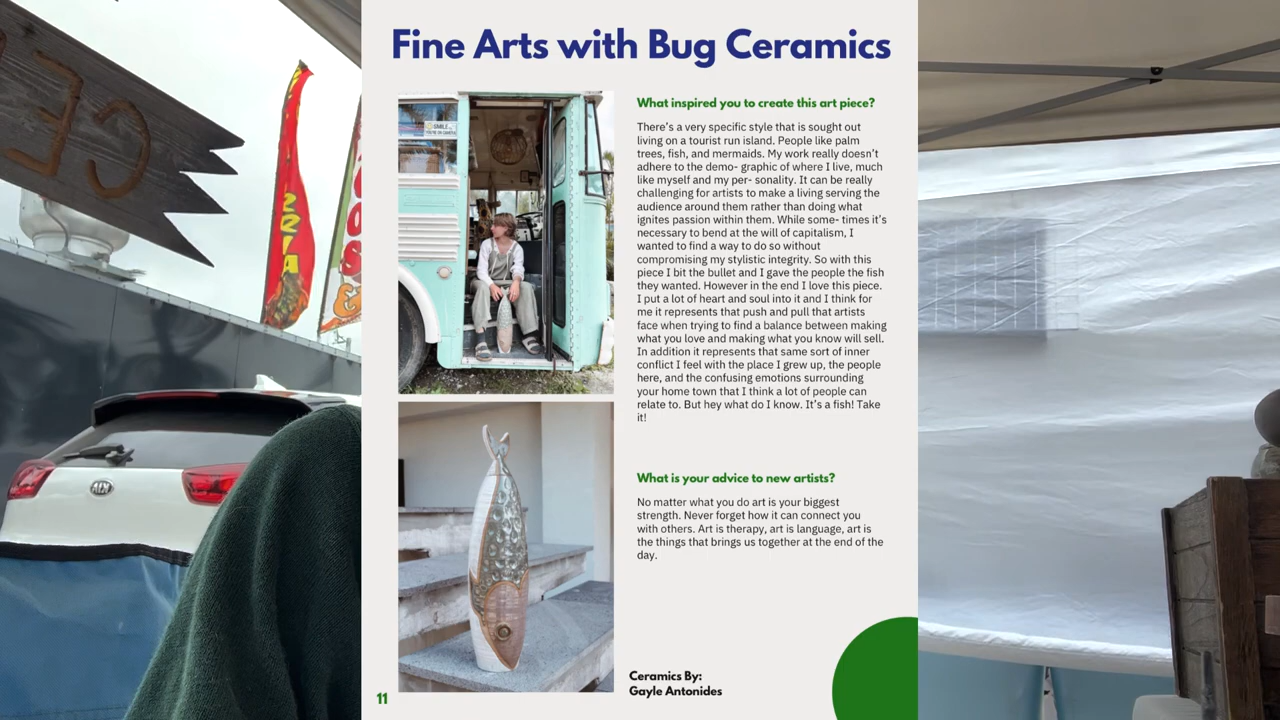 Fine Arts with Bug Ceramics
What inspired you to create this art piece?
There's a very specific style that is sought out
living on a tourist run island. People like palm
trees, fish, and mermaids. My work really doesn't
adhere to the demo- graphic of where I live, much
like myself and my per- sonality. It can be really
challenging for artists to make a living serving the
audience around them rather than doing what
ignites passion within them. While some- times it's
necessary to bend at the will of capitalism, I
wanted to find a way to do so without
compromising my stylistic integrity. So with this
piece I bit the bullet and I gave the people the fish
they wanted. However in the end I love this piece.
I put a lot of heart and soul into it and I think for
me it represents that push and pull that artists
face when trying to find a balance between making
what you love and making what you know will sell.
In addition it represents that same sort of inner
conflict I feel with the place I grew up, the people
here, and the confusing emotions surrounding
your home town that I think a lot of people can
relate to. But hey what do I know. It's a fish! Take
it!
What is your advice to new artists?
No matter what you do art is your biggest
strength. Never forget how it can connect you
with others. Art is therapy, art is language, art is
the things that brings us together at the end of the
day.
Ceramics By:
Gayle Antonides
11
SMILE